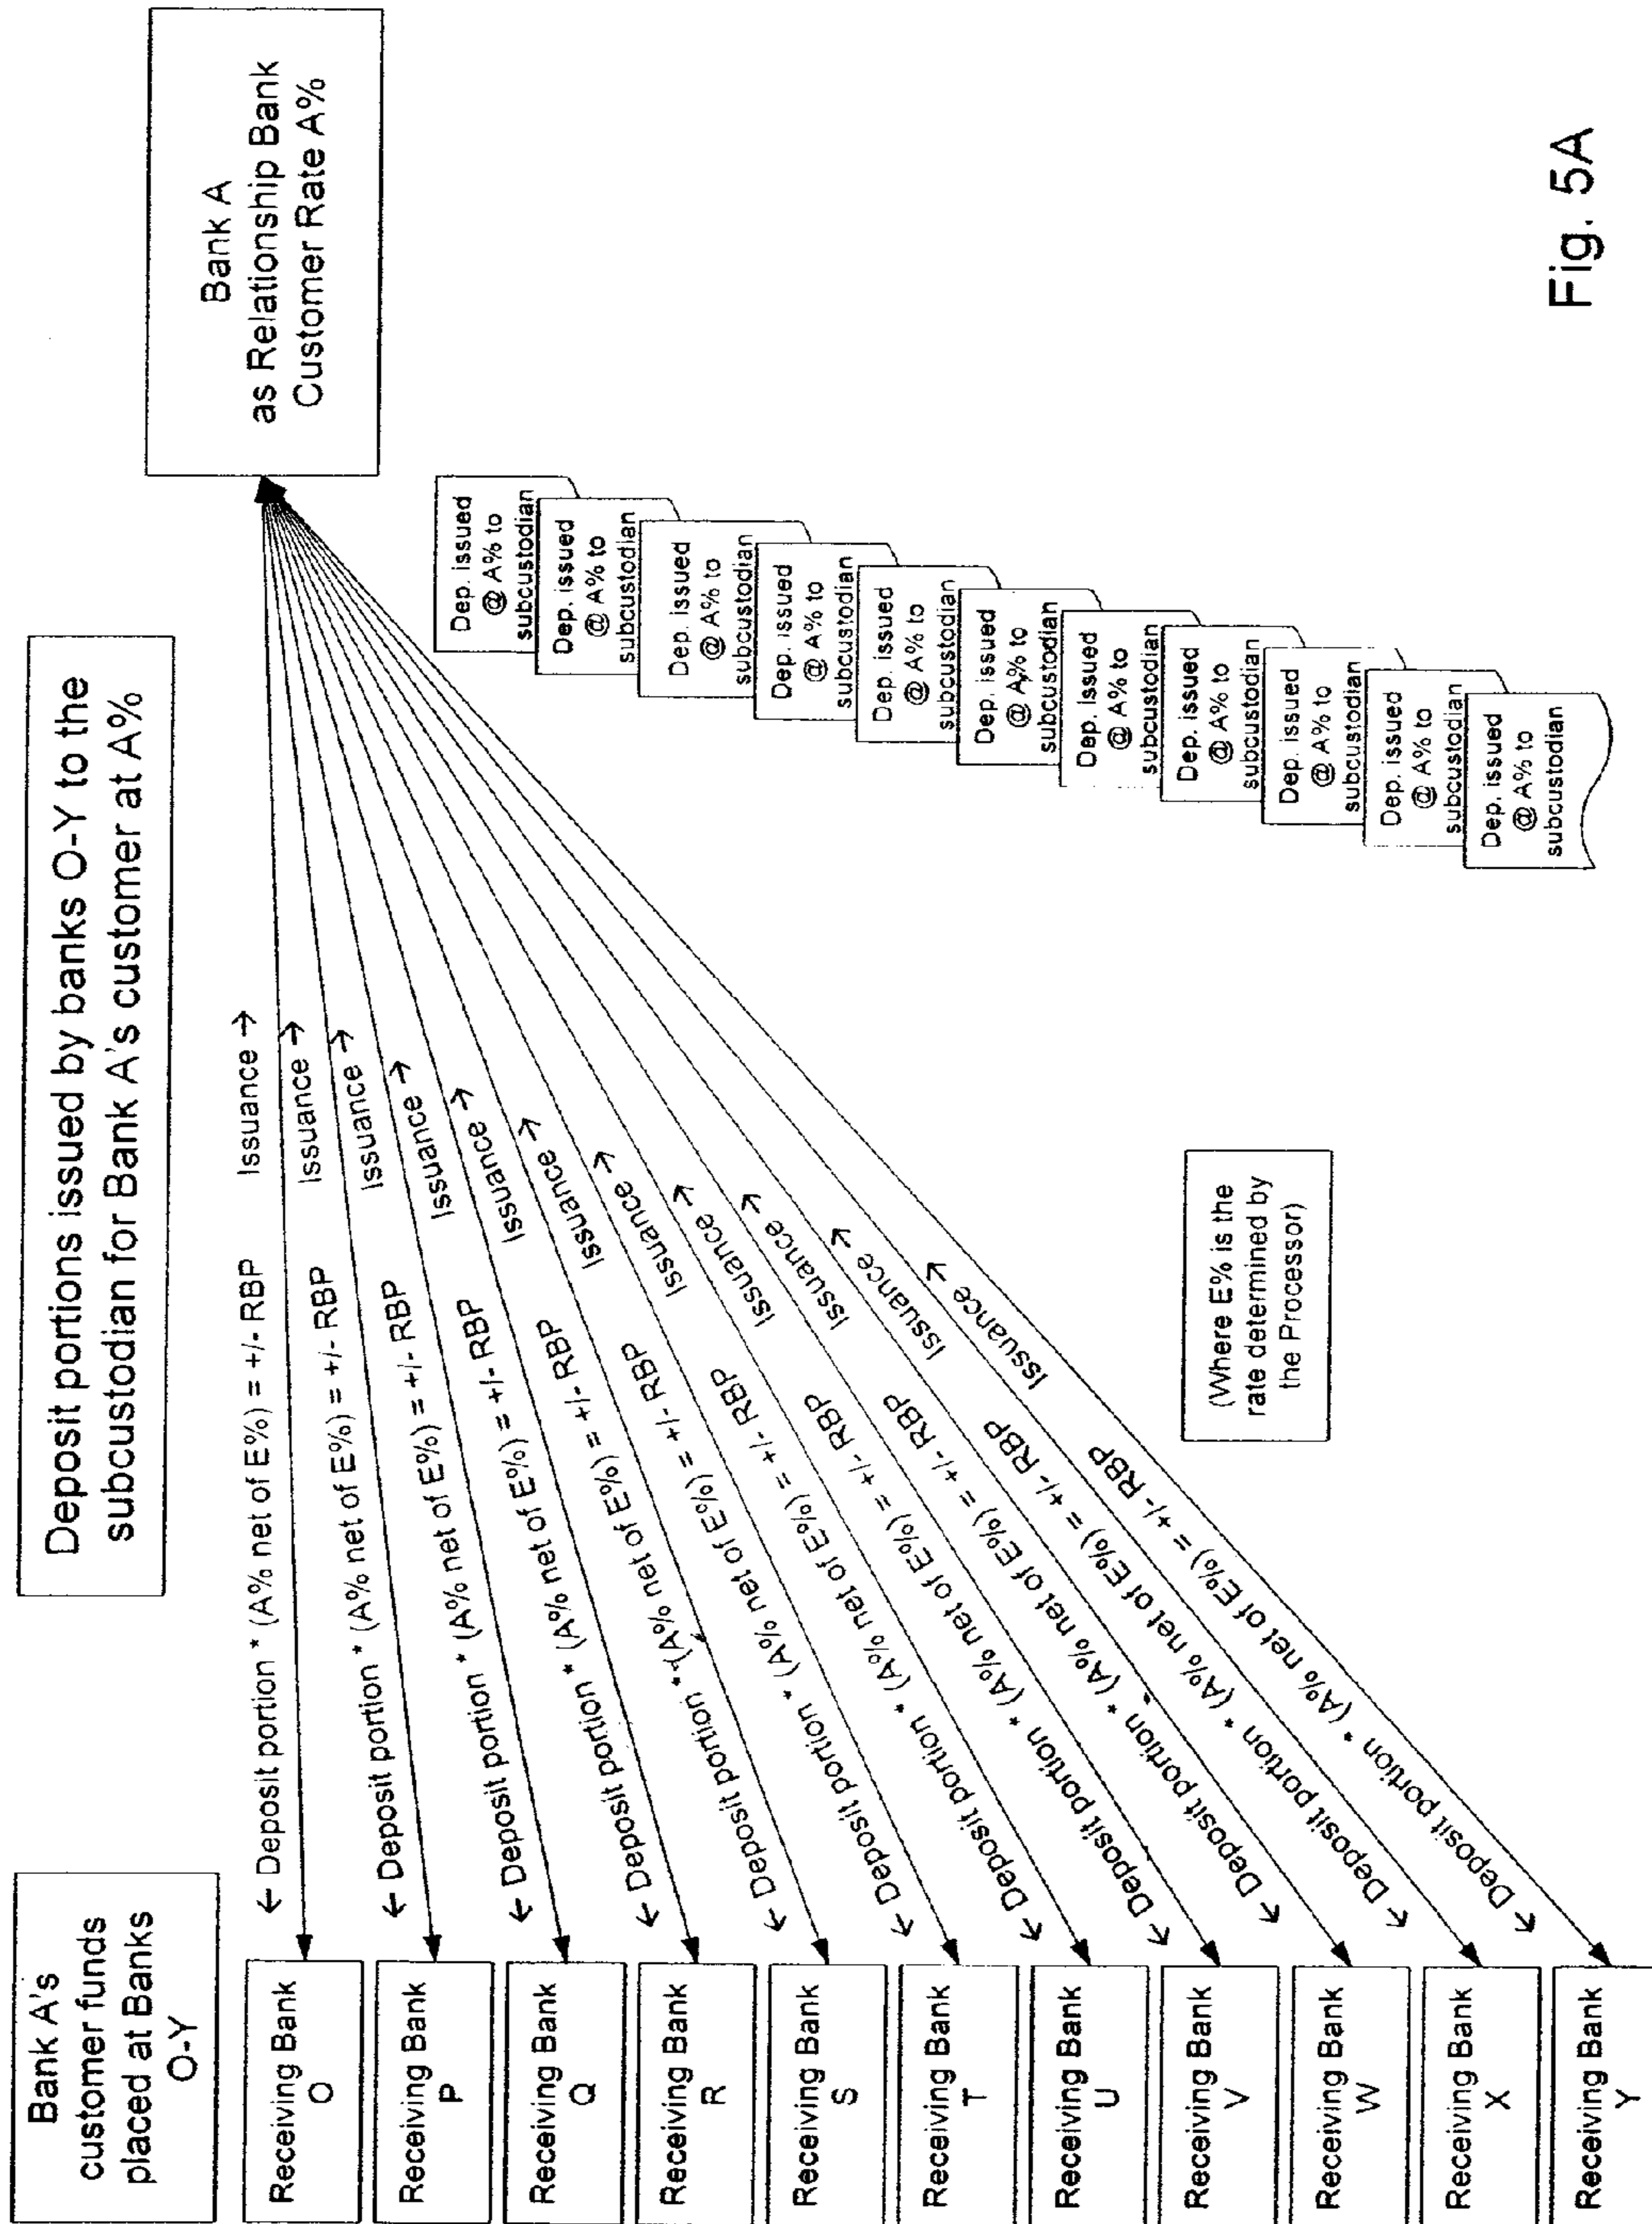 Bank A's
customer funds
placed at Banks
O-Y
Deposit portions issued by banks O-Y to the
subcustodian for Bank A's customer at A%
Bank A
as Relationship Bank
Customer Rate A%
Receiving Bank
O
Receiving Bank
P
Receiving Bank
Q
Receiving Bank
R
Receiving Bank
S
Receiving Bank
T
Receiving Bank
U
Receiving Bank
V
Receiving Bank
W
Receiving Bank
X
Receiving Bank
Y
← Deposit portion * (A% net of E%) = +/- RBP Issuance →
← Deposit portion * (A% net of E%) = +/- RBP Issuance →
← Deposit portion * (A% net of E%) = +/- RBP Issuance →
← Deposit portion * (A% net of E%) = +/- RBP Issuance →
← Deposit portion * (A% net of E%) = +/- RBP Issuance →
← Deposit portion * (A% net of E%) = +/- RBP Issuance →
← Deposit portion * (A% net of E%) = +/- RBP Issuance →
← Deposit portion * (A% net of E%) = +/- RBP Issuance →
← Deposit portion * (A% net of E%) = +/- RBP Issuance →
← Deposit portion * (A% net of E%) = +/- RBP Issuance →
← Deposit portion * (A% net of E%) = +/- RBP Issuance →
Dep. issued
@ A% to
subcustodian
Dep. issued
@ A% to
subcustodian
Dep. issued
@ A% to
subcustodian
Dep. issued
@ A% to
subcustodian
Dep. issued
@ A% to
subcustodian
Dep. issued
@ A% to
subcustodian
Dep. issued
@ A% to
subcustodian
Dep. issued
@ A% to
subcustodian
Dep. issued
@ A% to
subcustodian
Dep. issued
@ A% to
subcustodian
Dep. issued
@ A% to
subcustodian
(Where E% is the
rate determined by
the Processor)
Fig. 5A